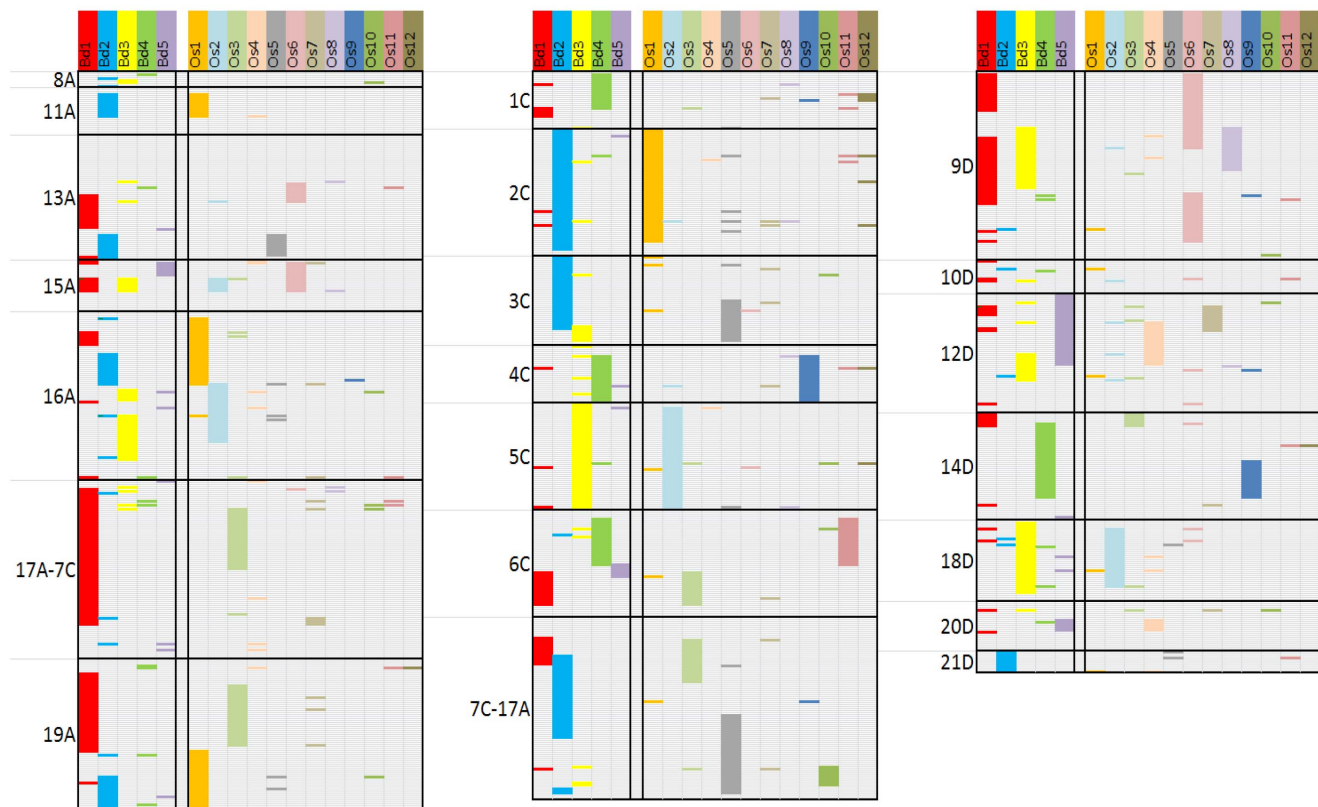 Bd1 Bd2 Bd3 Bd4 Bd5 Os1 Os2 Os3 Os4 Os5 Os6 Os7 Os8 Os9 Os10 Os11 Os12
8A
11A
13A
15A
16A
17A-7C
19A
Bd1 Bd2 Bd3 Bd4 Bd5 Os1 Os2 Os3 Os4 Os5 Os6 Os7 Os8 Os9 Os10 Os11 Os12
1C
2C
3C
4C
5C
6C
7C-17A
Bd1 Bd2 Bd3 Bd4 Bd5 Os1 Os2 Os3 Os4 Os5 Os6 Os7 Os8 Os9 Os10 Os11 Os12
9D
10D
12D
14D
18D
20D
21D